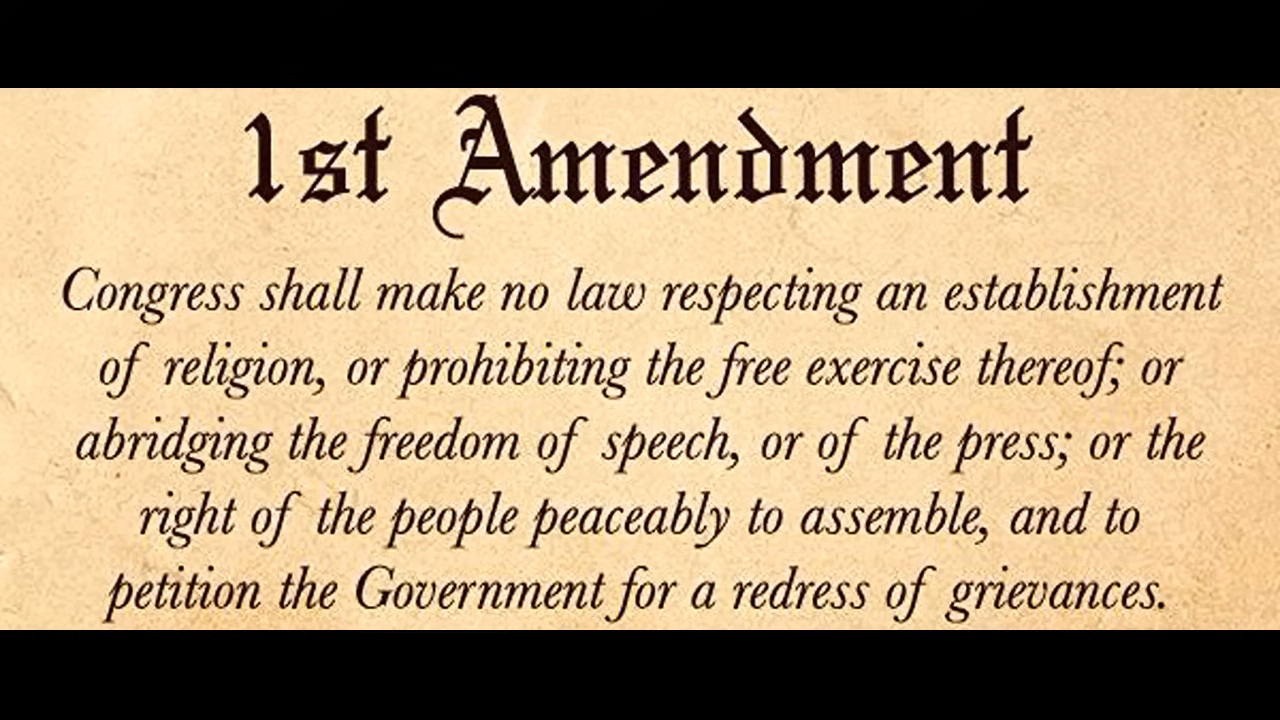 1st Amendment
Congress shall make no law respecting an establishment
of religion, or prohibiting the free exercise thereof; or
abridging the freedom of speech, or of the press; or the
right of the people peaceably to assemble, and to
petition the Government for a redress of grievances.